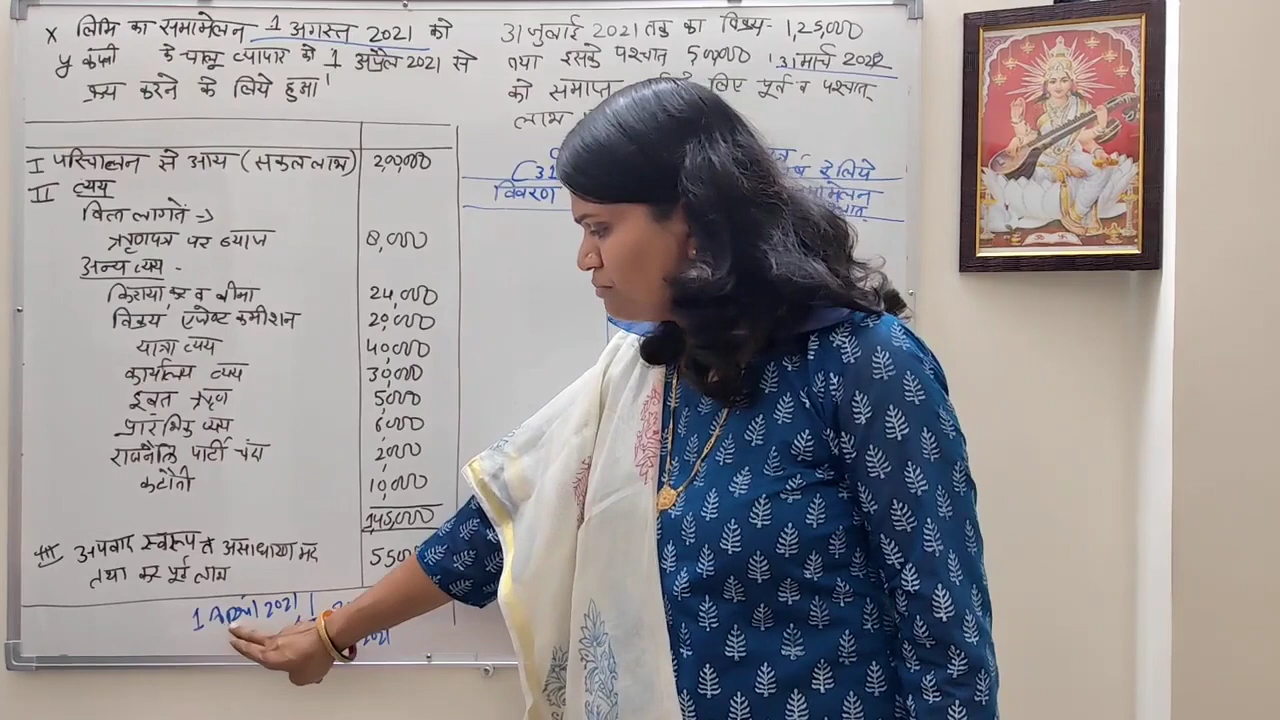 X लिमि का समामेलन 1 अगस्त 2021 को
y कंपनी के चालू व्यापार को 1 अप्रैल 2021 से
क्रय करने के लिये हुआ
I परिचालन से आय (सकल लाभ) 2,00,000
II व्यय
वित्त लागतें →
ऋणपत्र पर ब्याज 8,000
अन्य व्यय -
किराया, कर व बीमा 24,000
विक्रय एजेण्ट कमीशन 20,000
यात्रा व्यय 40,000
कार्यालय व्यय 30,000
डूबत ऋण 5,000
प्रारंभिक व्यय 6,000
राजनैति पार्टी चंदा 2,000
कटौती 10,000
1,45,000
अपवाद स्वरूप व असाधारण मद
तथा कर पूर्व लाभ
1 April 2021
31 जुलाई 2021 तक का विक्रय 1,25,000
तथा इसके पश्चात 5,00,000 31 मार्च 2022
को समाप्त लिए पूर्व व पश्चात्
लाभ
के लिये
विवरण